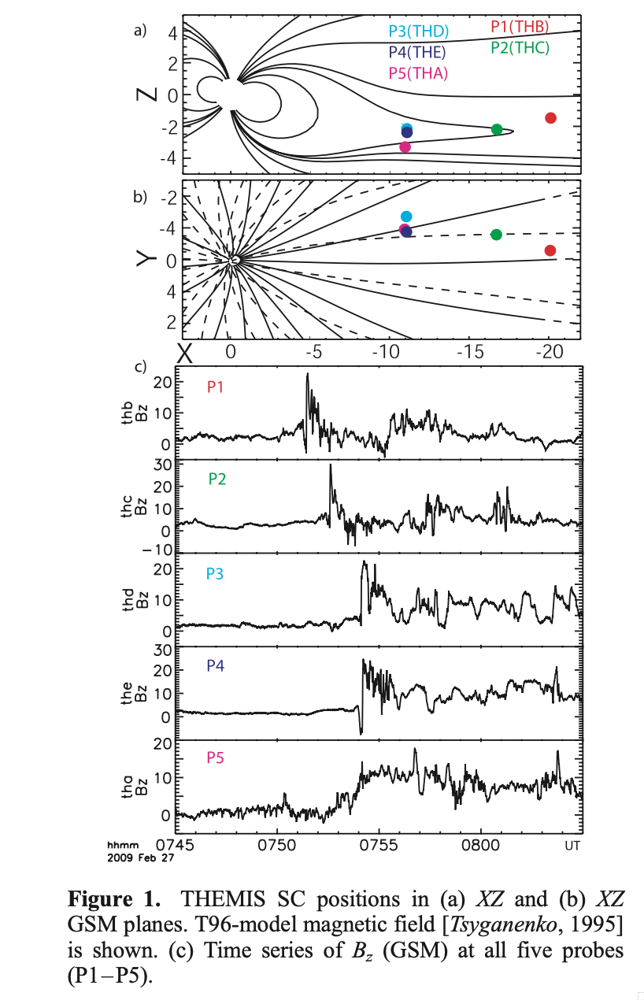 a)
P3(THD)
P1(THB)
P4(THE)
P2(THC)
P5(THA)
Z
4
2
0
-2
-4
b)
Y
-2
-4
0
4
2
X
0
-5
-10
-15
-20
c)
thb
Bz
20
10
0
P1
thc
Bz
30
20
10
0
-10
P2
thd
Bz
20
10
0
P3
the
Bz
30
20
10
0
P4
tha
Bz
20
10
0
P5
hhmm
2009 Feb 27
0745
0750
0755
0800
UT
Figure 1. THEMIS SC positions in (a) XZ and (b) XZ
GSM planes. T96-model magnetic field [Tsyganenko, 1995]
is shown. (c) Time series of Bz (GSM) at all five probes
(P1–P5).